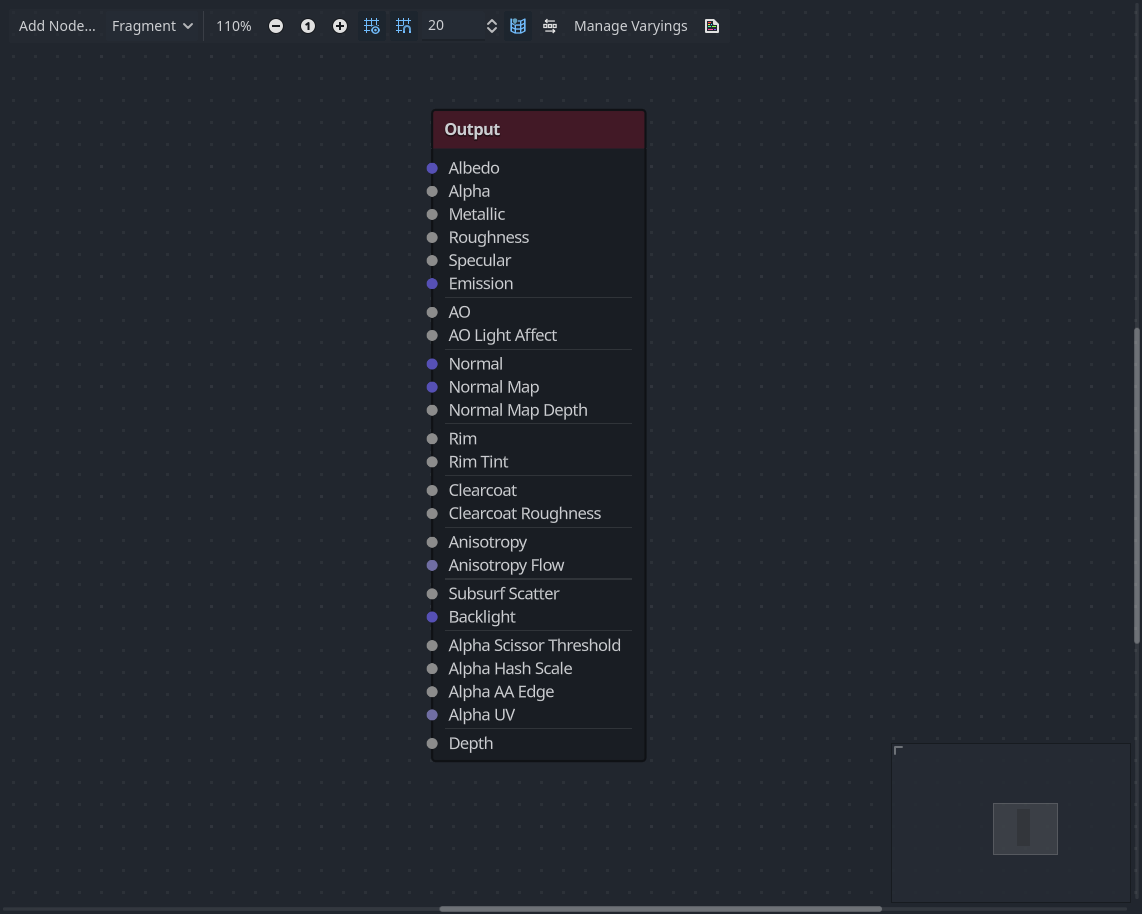 Add Node... Fragment 110% 1 20 Manage Varyings
Output
Albedo
Alpha
Metallic
Roughness
Specular
Emission
AO
AO Light Affect
Normal
Normal Map
Normal Map Depth
Rim
Rim Tint
Clearcoat
Clearcoat Roughness
Anisotropy
Anisotropy Flow
Subsurf Scatter
Backlight
Alpha Scissor Threshold
Alpha Hash Scale
Alpha AA Edge
Alpha UV
Depth